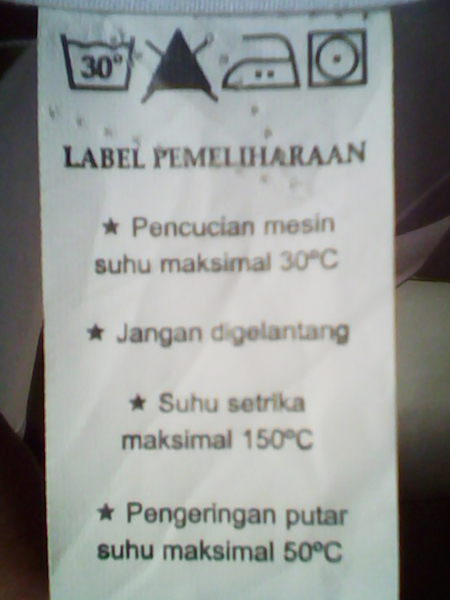 30°
LABEL PEMELIHARAAN
★ Pencucian mesin
suhu maksimal 30°C
★ Jangan digelantang
★ Suhu setrika
maksimal 150°C
★ Pengeringan putar
suhu maksimal 50°C